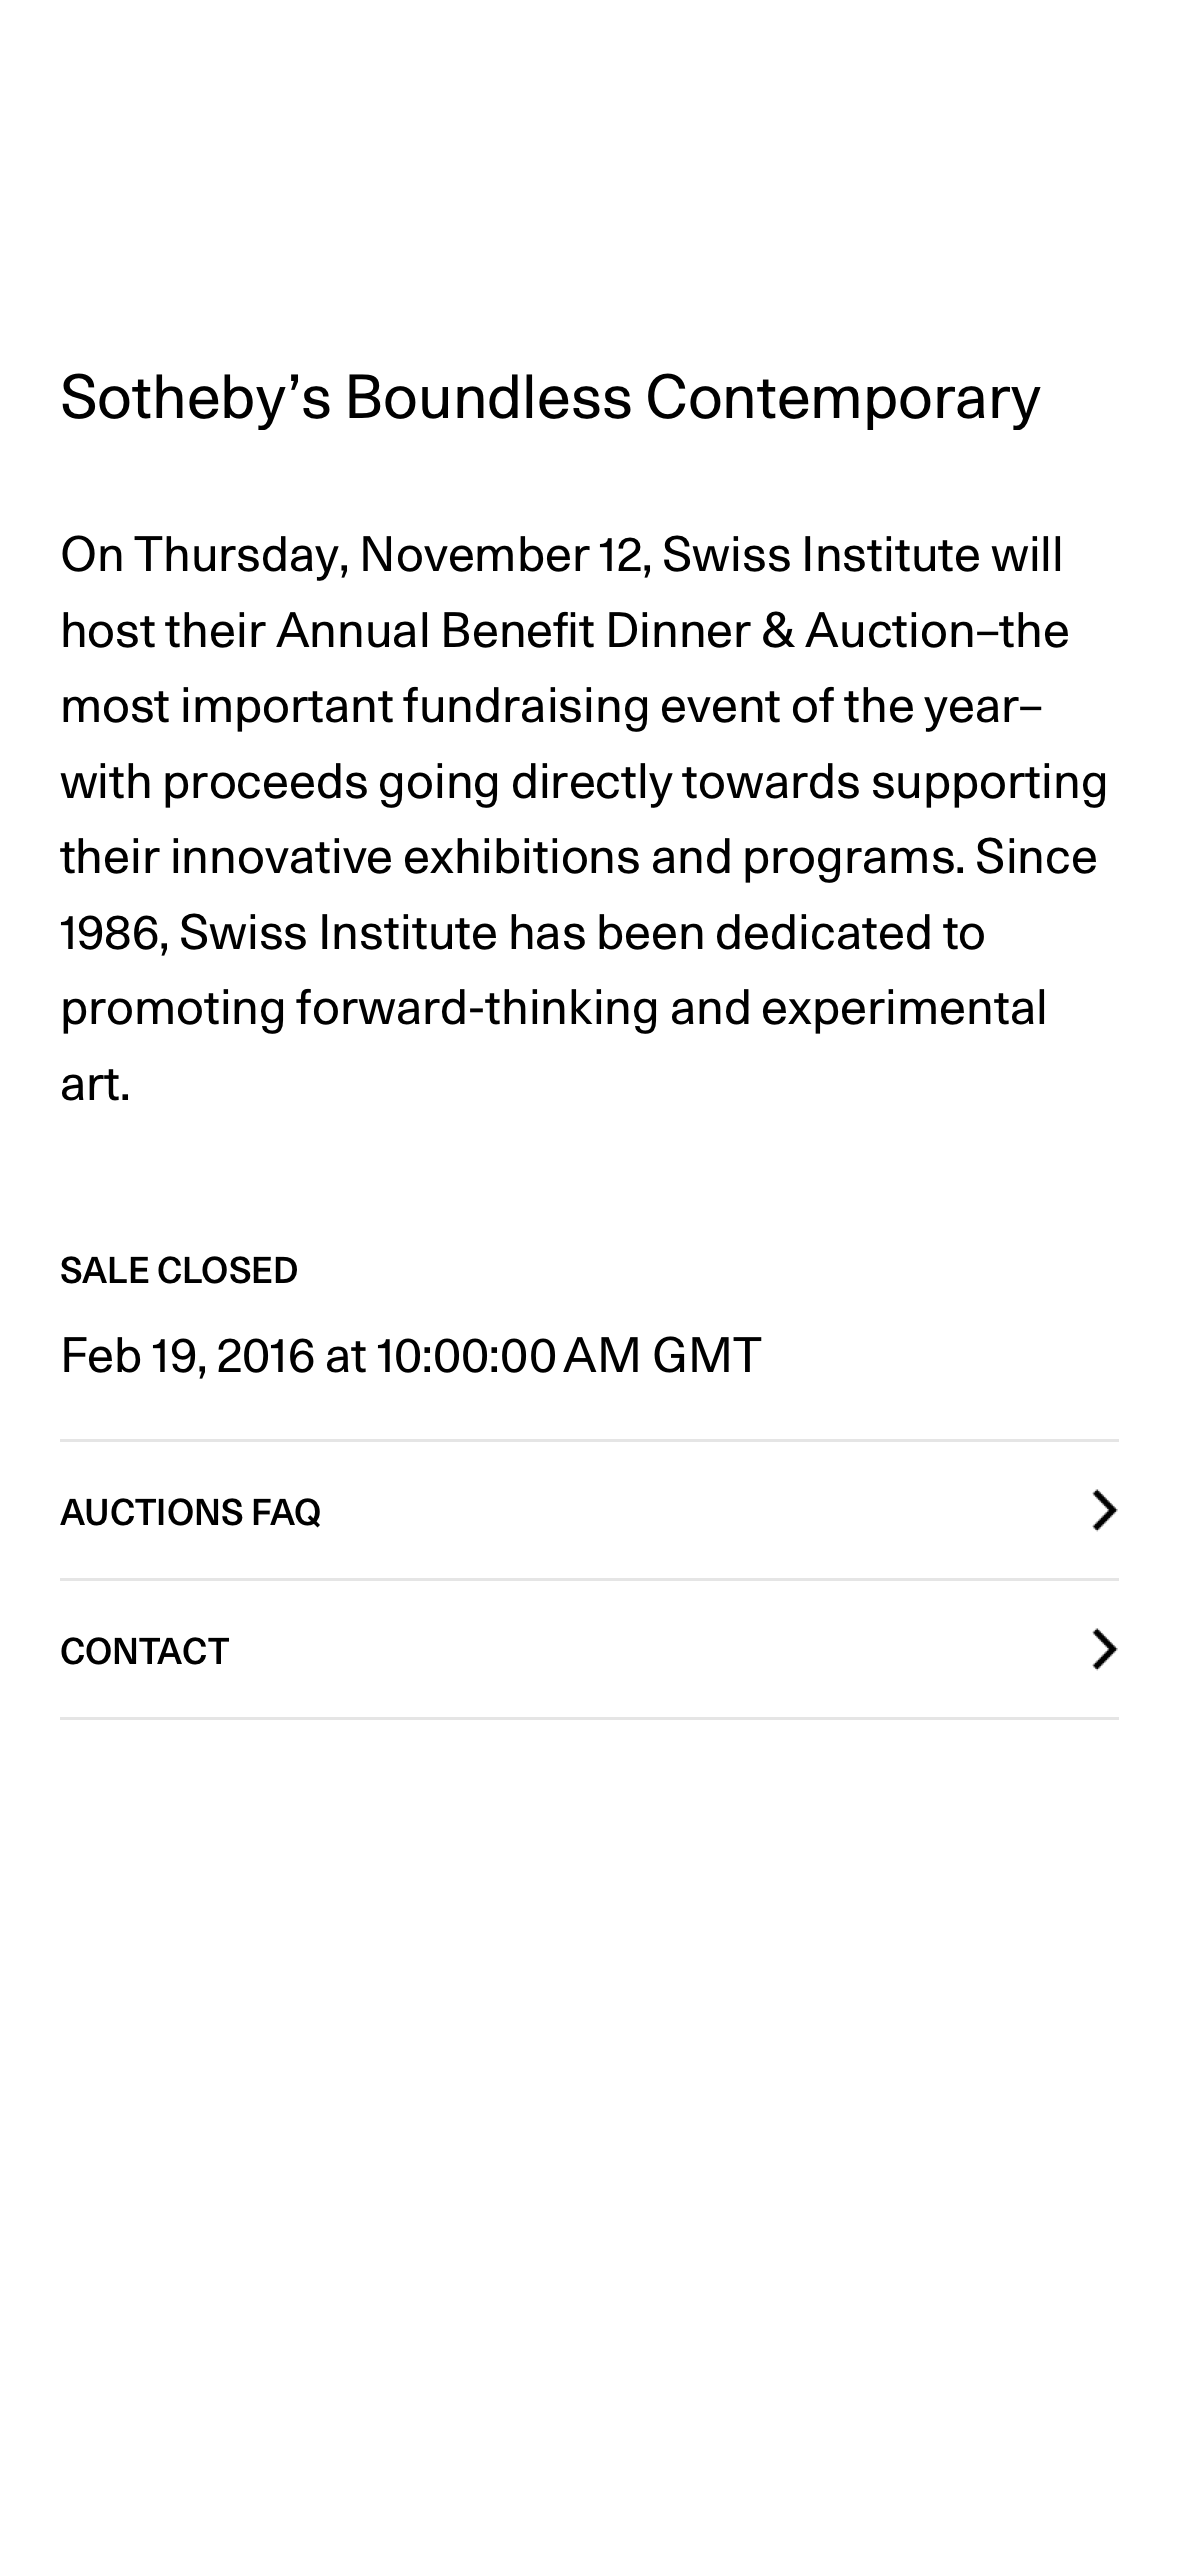 Sotheby’s Boundless Contemporary
On Thursday, November 12, Swiss Institute will
host their Annual Benefit Dinner & Auction–the
most important fundraising event of the year–
with proceeds going directly towards supporting
their innovative exhibitions and programs. Since
1986, Swiss Institute has been dedicated to
promoting forward-thinking and experimental
art.
SALE CLOSED
Feb 19, 2016 at 10:00:00 AM GMT
AUCTIONS FAQ
CONTACT